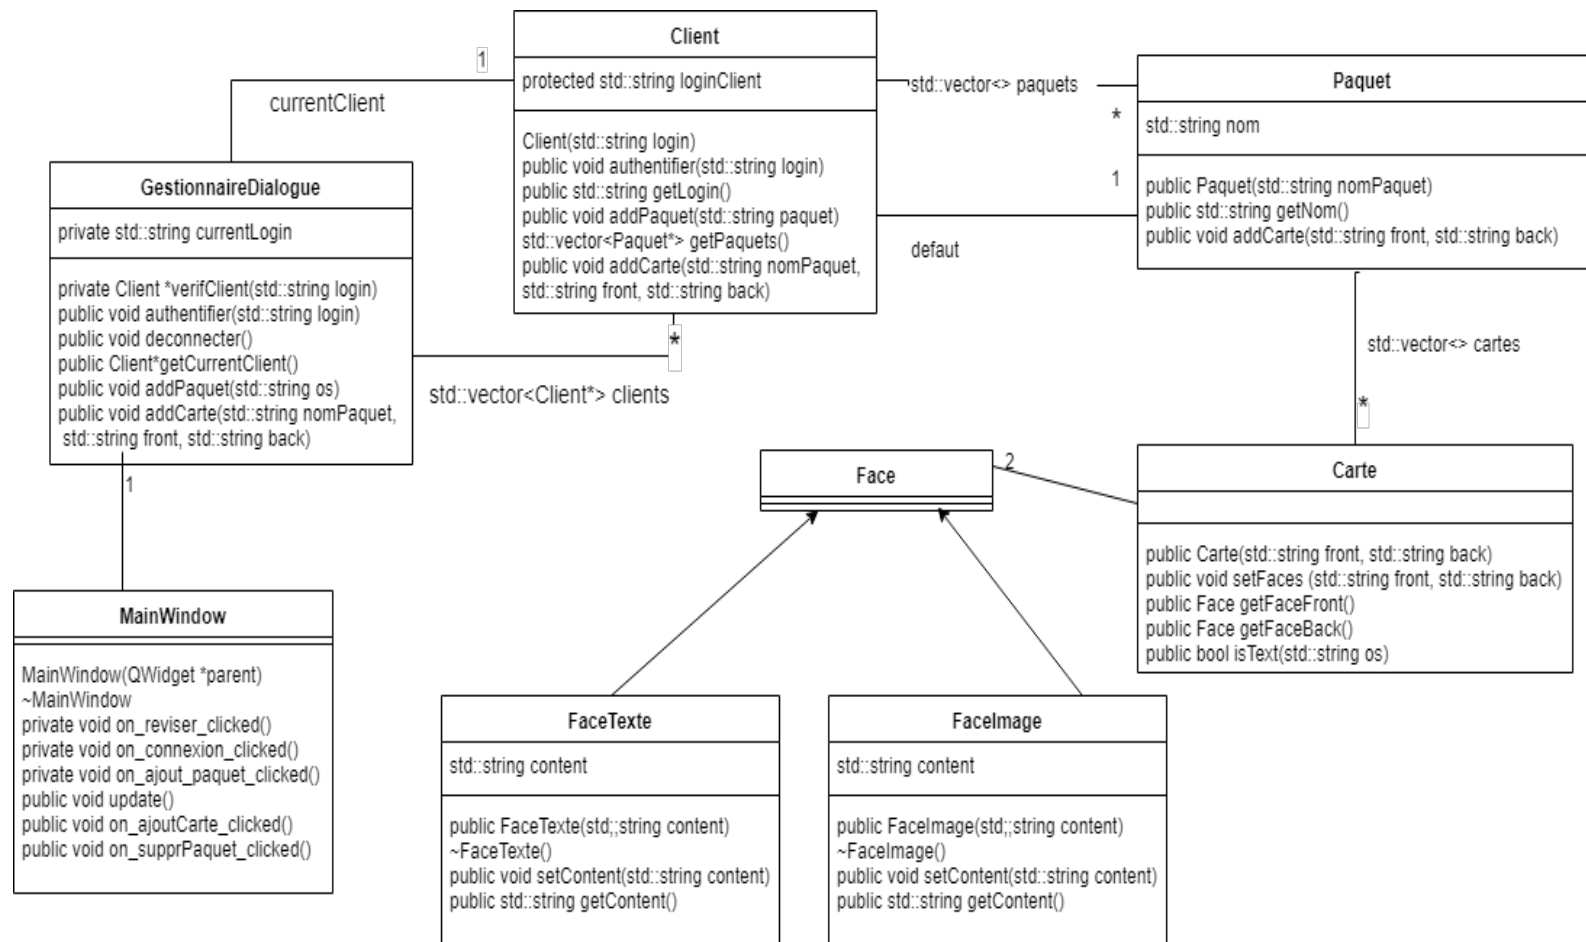 Client
protected std::string loginClient
Client(std::string login)
public void authentifier(std::string login)
public std::string getLogin()
public void addPaquet(std::string paquet)
std::vector<Paquet*> getPaquets()
public void addCarte(std::string nomPaquet,
std::string front, std::string back)
1
currentClient
std::vector<> paquets
*
1
defaut
Paquet
std::string nom
public Paquet(std::string nomPaquet)
public std::string getNom()
public void addCarte(std::string front, std::string back)
GestionnaireDialogue
private std::string currentLogin
private Client *verifClient(std::string login)
public void authentifier(std::string login)
public void deconnecter()
public Client*getCurrentClient()
public void addPaquet(std::string os)
public void addCarte(std::string nomPaquet,
std::string front, std::string back)
*
std::vector<Client*> clients
std::vector<> cartes
*
1
Face
2
Carte
public Carte(std::string front, std::string back)
public void setFaces (std::string front, std::string back)
public Face getFaceFront()
public Face getFaceBack()
public bool isText(std::string os)
MainWindow
MainWindow(QWidget *parent)
~MainWindow
private void on_reviser_clicked()
private void on_connexion_clicked()
private void on_ajout_paquet_clicked()
public void update()
public void on_ajoutCarte_clicked()
public void on_supprPaquet_clicked()
FaceTexte
std::string content
public FaceTexte(std;;string content)
~FaceTexte()
public void setContent(std::string content)
public std::string getContent()
FaceImage
std::string content
public FaceImage(std;;string content)
~FaceImage()
public void setContent(std::string content)
public std::string getContent()